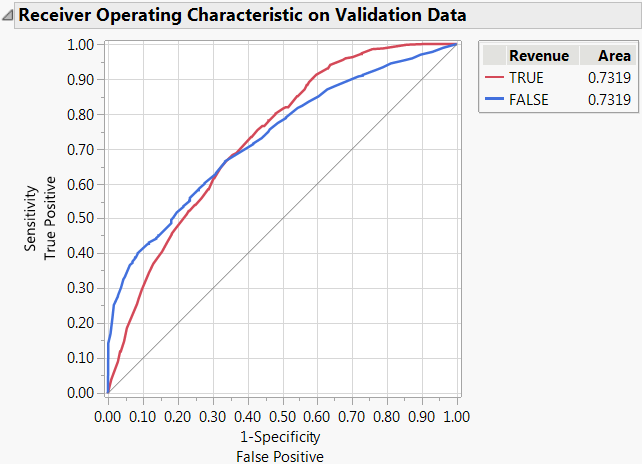 Receiver Operating Characteristic on Validation Data
Revenue Area
TRUE 0.7319
FALSE 0.7319
Sensitivity
True Positive
1.00
0.90
0.80
0.70
0.60
0.50
0.40
0.30
0.20
0.10
0.00
0.00 0.10 0.20 0.30 0.40 0.50 0.60 0.70 0.80 0.90 1.00
1-Specificity
False Positive